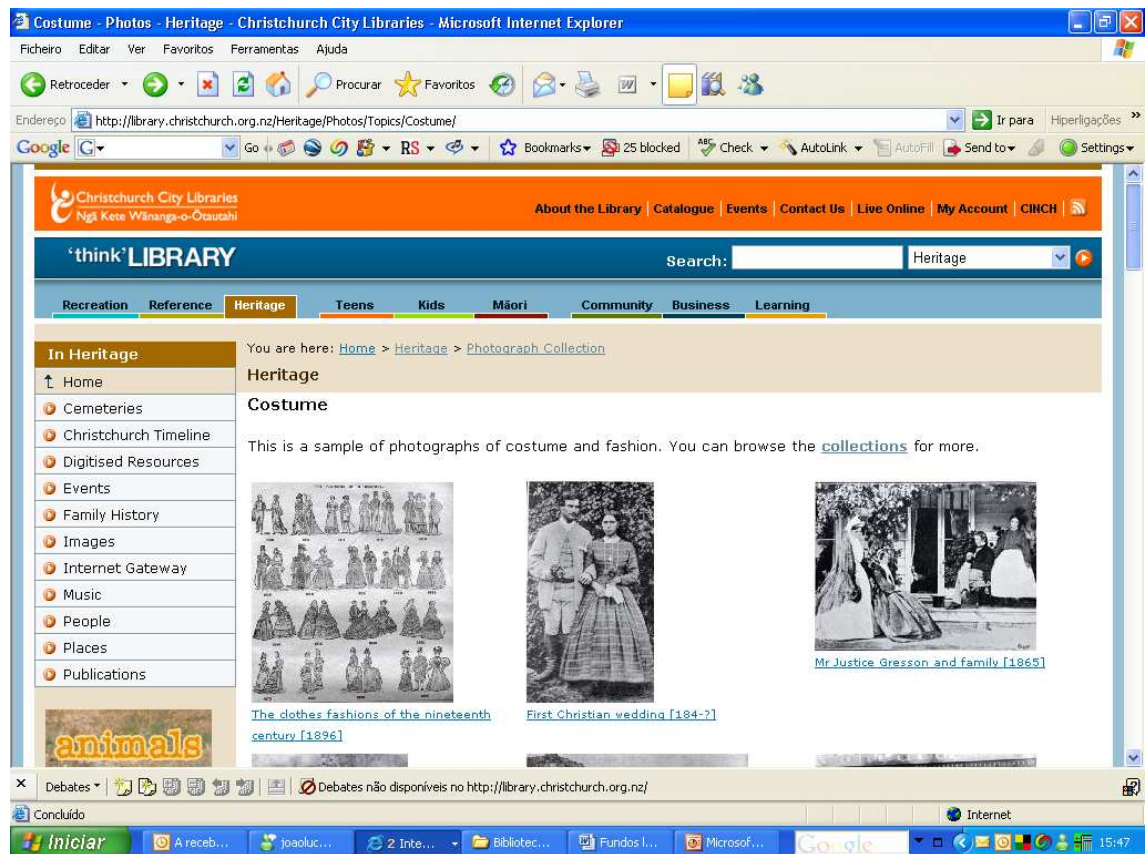 Costume - Photos - Heritage - Christchurch City Libraries - Microsoft Internet Explorer
Ficheiro Editar Ver Favoritos Ferramentas Ajuda
Retroceder Procurar Favoritos
Endereço http://library.christchurch.org.nz/Heritage/Photos/Topics/Costume/ Ir para Hiperligações »
Google G Go RS Bookmarks 25 blocked ABC Check AutoLink AutoFill Send to Settings
Christchurch City Libraries
Ngā Kete Wānanga-o-Ōtautahi
About the Library | Catalogue | Events | Contact Us | Live Online | My Account | CINCH
'think'LIBRARY Search: Heritage
Recreation Reference Heritage Teens Kids Māori Community Business Learning
In Heritage
Home
Cemeteries
Christchurch Timeline
Digitised Resources
Events
Family History
Images
Internet Gateway
Music
People
Places
Publications
animals
You are here: Home > Heritage > Photograph Collection
Heritage
Costume
This is a sample of photographs of costume and fashion. You can browse the collections for more.
The clothes fashions of the nineteenth
century [1896]
First Christian wedding [184-?]
Mr Justice Gresson and family [1865]
Debates Debates não disponíveis no http://library.christchurch.org.nz/
Concluído Internet
Iniciar A receb... joaoluc... 2 Inte... Bibliotec... Fundos l... Microsof... Google 15:47